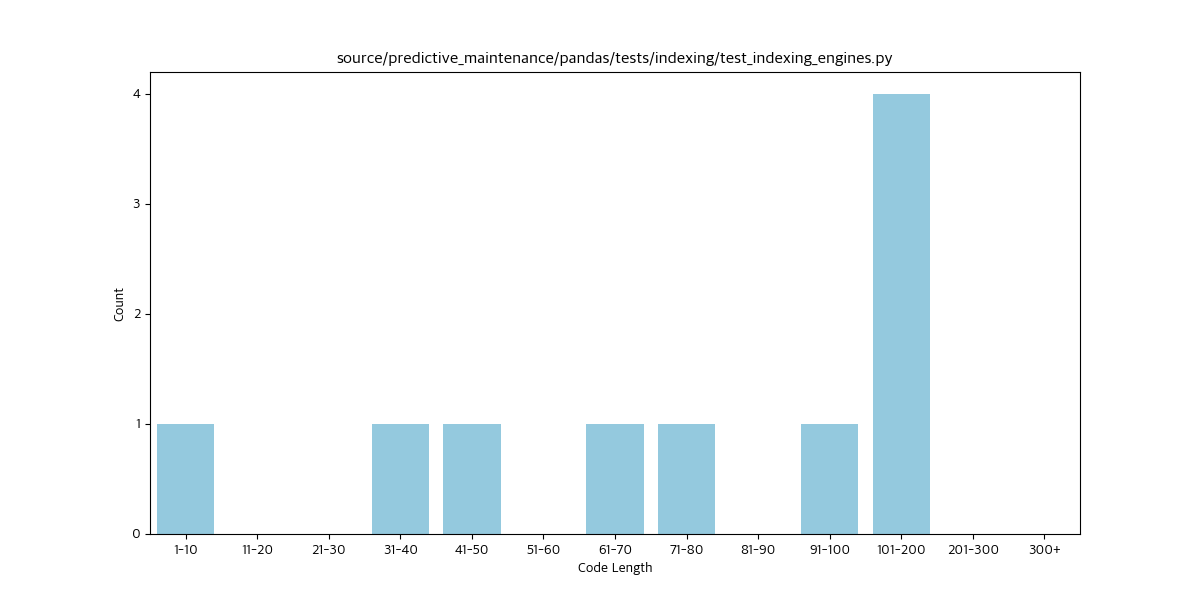 source/predictive_maintenance/pandas/tests/indexing/test_indexing_engines.py
4
3
2
1
0
Count
1-10 11-20 21-30 31-40 41-50 51-60 61-70 71-80 81-90 91-100 101-200 201-300 300+
Code Length